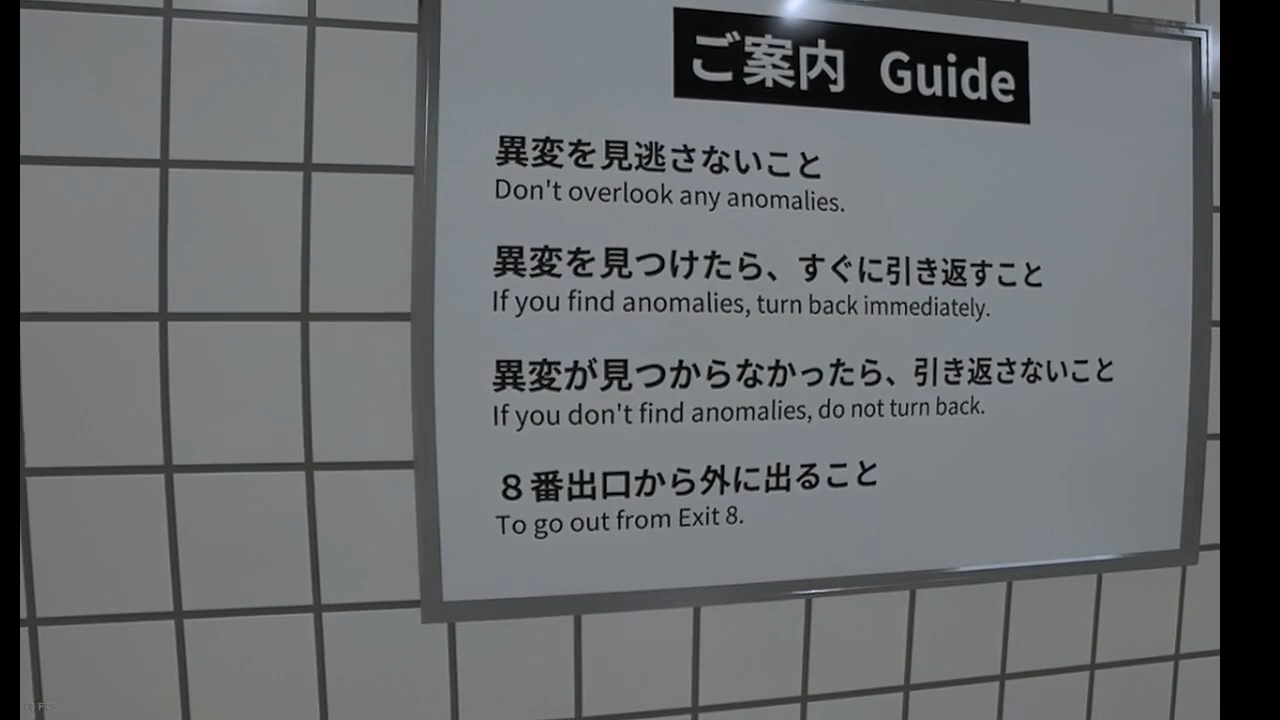 ご案内 Guide
異変を見逃さないこと
Don't overlook any anomalies.
異変を見つけたら、すぐに引き返すこと
If you find anomalies, turn back immediately.
異変が見つからなかったら、引き返さないこと
If you don't find anomalies, do not turn back.
８番出口から外に出ること
To go out from Exit 8.